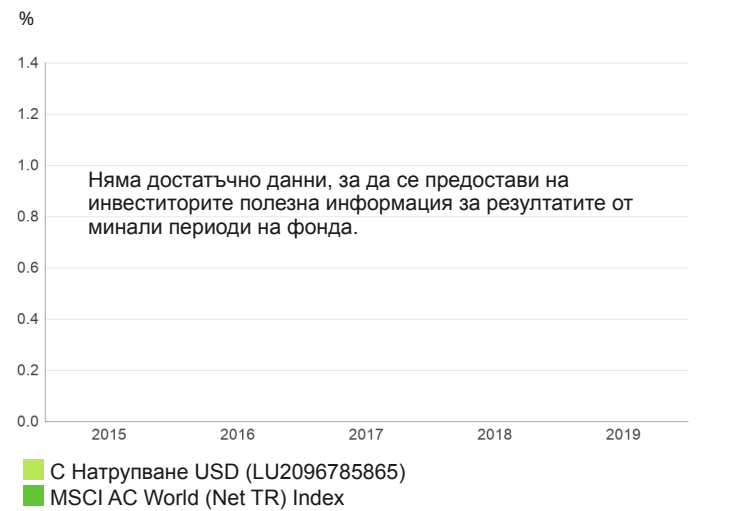 %
1.4
1.2
1.0
Няма достатъчно данни, за да се предостави на
инвеститорите полезна информация за резултатите от
0.8
минали периоди на фонда.
0.6
0.4
0.2
0.0
2015 2016 2017 2018 2019
С Натрупване USD (LU2096785865)
MSCI AC World (Net TR) Index